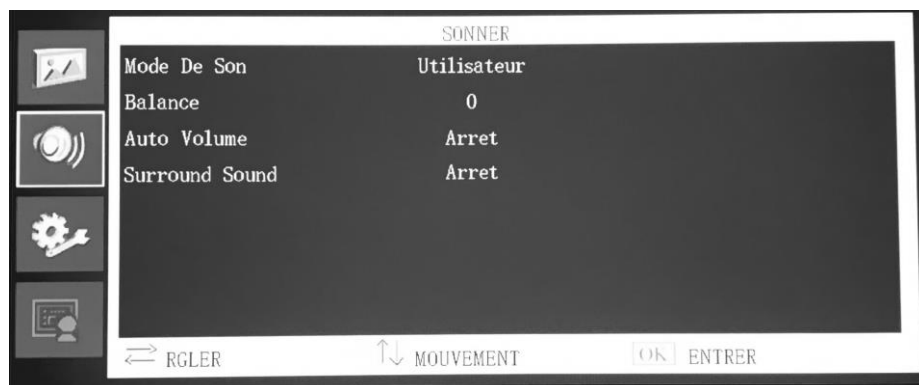 SONNER
Mode De Son Utilisateur
Balance 0
Auto Volume Arret
Surround Sound Arret
RGLER MOUVEMENT OK ENTRER